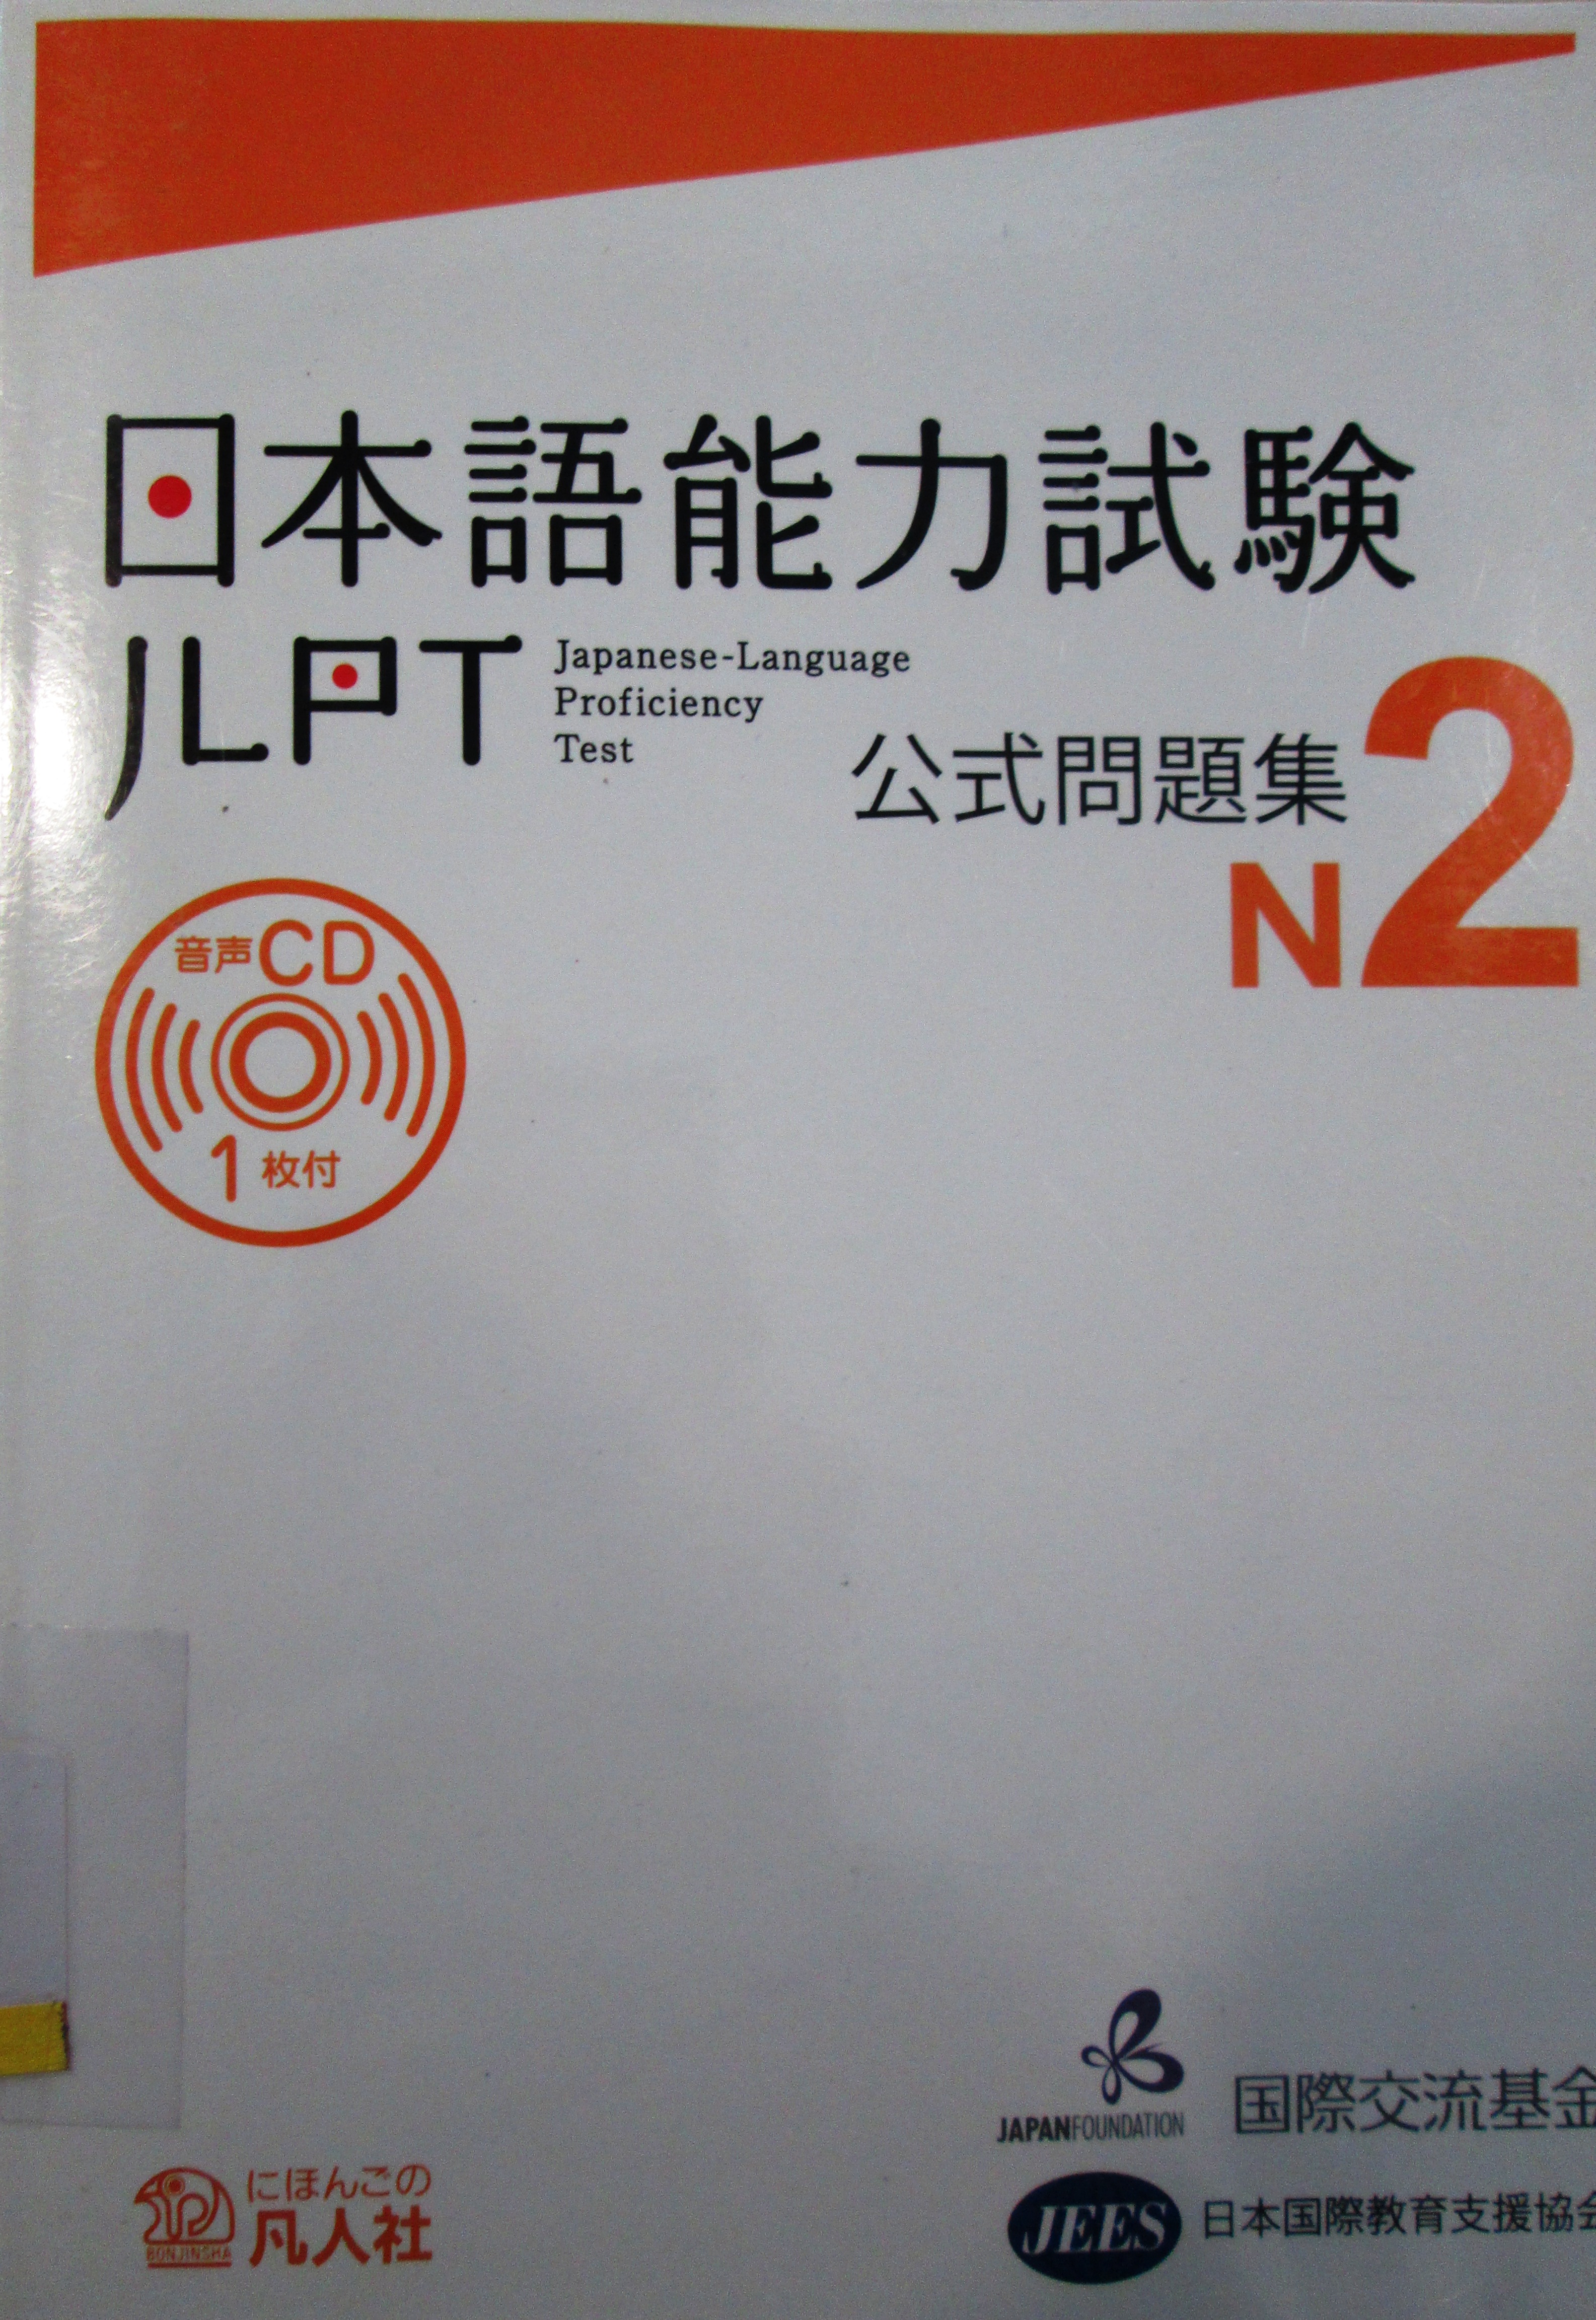 日本語能力試験
JLPT
Japanese-Language
Proficiency
Test
公式問題集
N2
音声CD
1枚付
JAPANFOUNDATION
国際交流基金
JEES
日本国際教育支援協会
にほんごの
凡人社
BONJINSHA